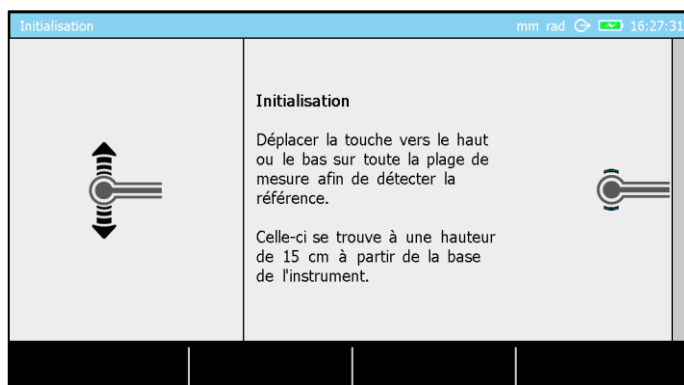 Initialisation
mm rad 16:27:31
Initialisation
Déplacer la touche vers le haut
ou le bas sur toute la plage de
mesure afin de détecter la
référence.
Celle-ci se trouve à une hauteur
de 15 cm à partir de la base
de l'instrument.